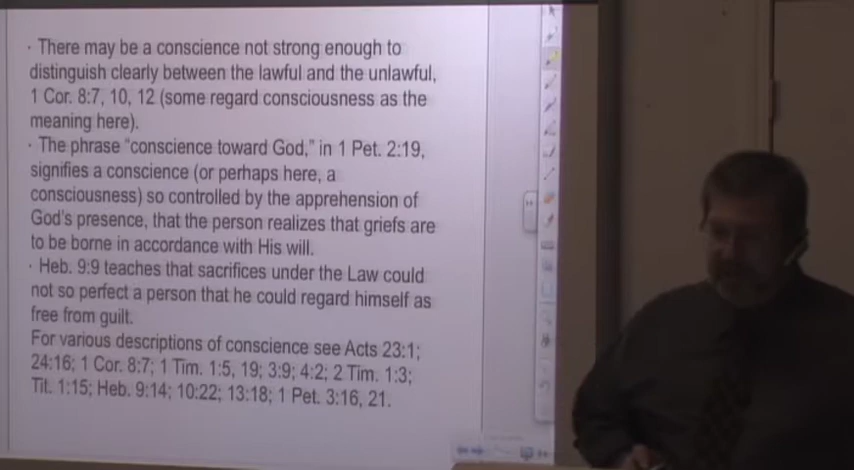 · There may be a conscience not strong enough to
distinguish clearly between the lawful and the unlawful,
1 Cor. 8:7, 10, 12 (some regard consciousness as the
meaning here).
· The phrase "conscience toward God," in 1 Pet. 2:19,
signifies a conscience (or perhaps here, a
consciousness) so controlled by the apprehension of
God's presence, that the person realizes that griefs are
to be borne in accordance with His will.
· Heb. 9:9 teaches that sacrifices under the Law could
not so perfect a person that he could regard himself as
free from guilt.
For various descriptions of conscience see Acts 23:1;
24:16; 1 Cor. 8:7; 1 Tim. 1:5, 19; 3:9; 4:2; 2 Tim. 1:3;
Tit. 1:15; Heb. 9:14; 10:22; 13:18; 1 Pet. 3:16, 21.